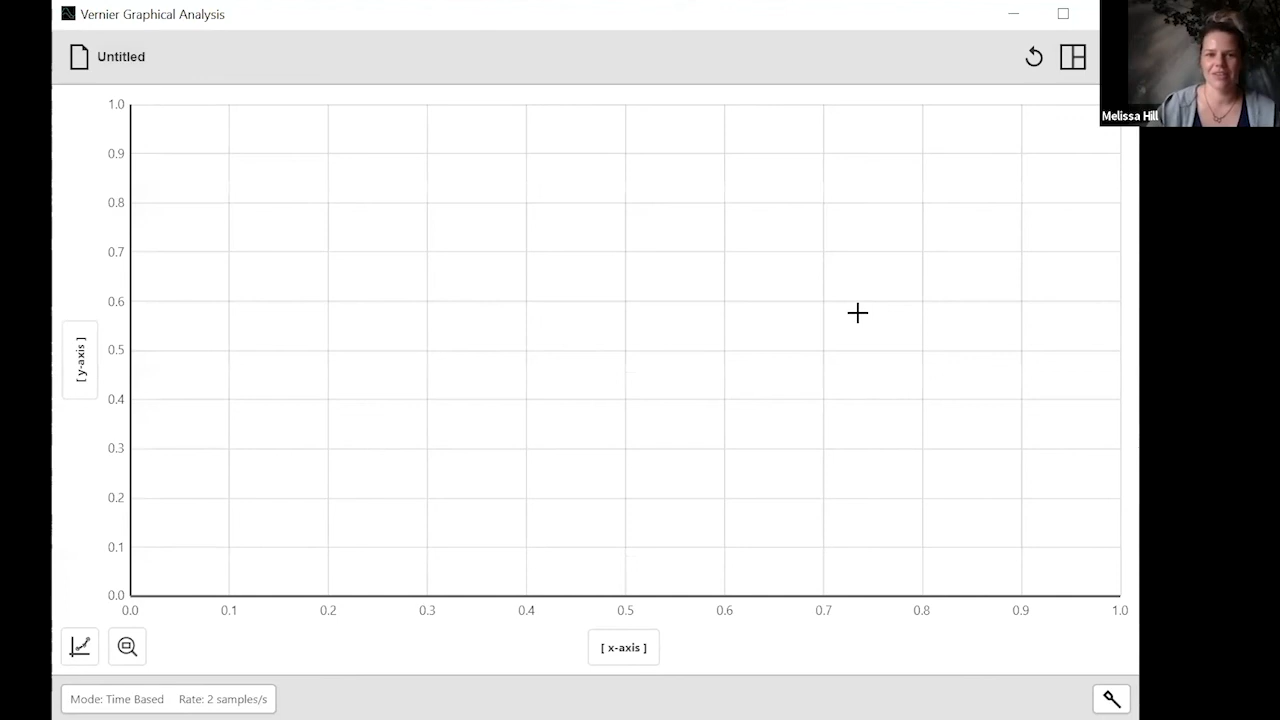 Vernier Graphical Analysis
Untitled
Melissa Hill
1.0
0.9
0.8
0.7
0.6
0.5
0.4
0.3
0.2
0.1
0.0
[ y-axis ]
0.0 0.1 0.2 0.3 0.4 0.5 0.6 0.7 0.8 0.9 1.0
[ x-axis ]
Mode: Time Based Rate: 2 samples/s